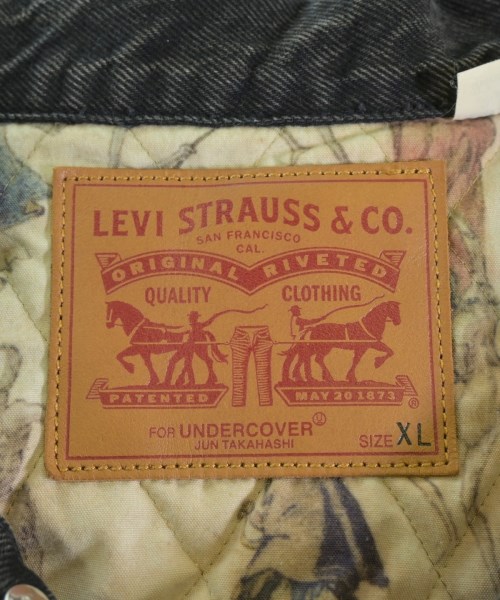 LEVI STRAUSS & CO.
SAN FRANCISCO
CAL.
ORIGINAL RIVETED
QUALITY CLOTHING
PATENTED MAY 20 1873
®
FOR UNDERCOVER Ⓤ
JUN TAKAHASHI
SIZE XL